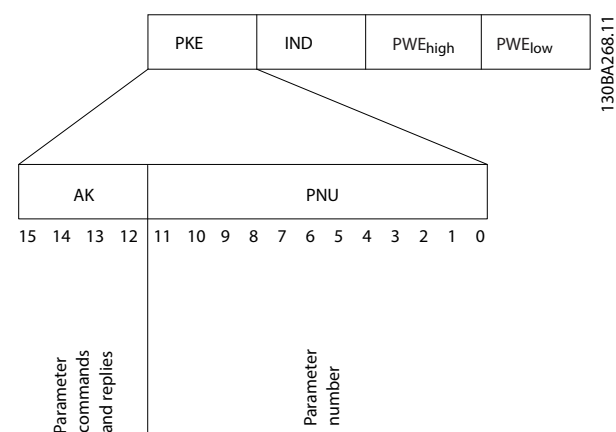 PKE IND PWEhigh PWElow
130BA268.11
AK PNU
15 14 13 12 11 10 9 8 7 6 5 4 3 2 1 0
Parameter
commands
and replies
Parameter
number